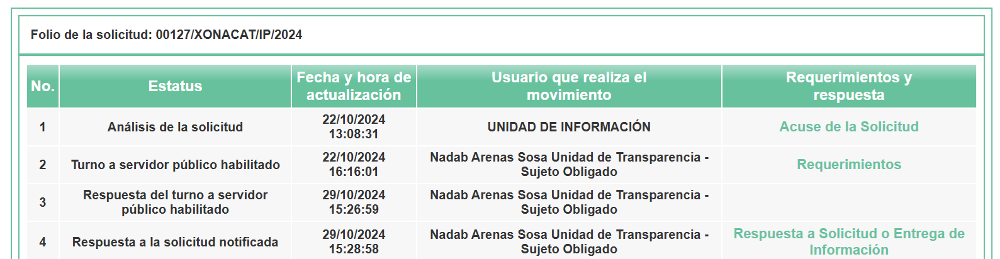 Folio de la solicitud: 00127/XONACAT/IP/2024
No.
Estatus
Fecha y hora de
actualización
Usuario que realiza el
movimiento
Requerimientos y
respuesta
1
Análisis de la solicitud
22/10/2024
13:08:31
UNIDAD DE INFORMACIÓN
Acuse de la Solicitud
2
Turno a servidor público habilitado
22/10/2024
16:16:01
Nadab Arenas Sosa Unidad de Transparencia -
Sujeto Obligado
Requerimientos
3
Respuesta del turno a servidor
público habilitado
29/10/2024
15:26:59
Nadab Arenas Sosa Unidad de Transparencia -
Sujeto Obligado
4
Respuesta a la solicitud notificada
29/10/2024
15:28:58
Nadab Arenas Sosa Unidad de Transparencia -
Sujeto Obligado
Respuesta a Solicitud o Entrega de
Información